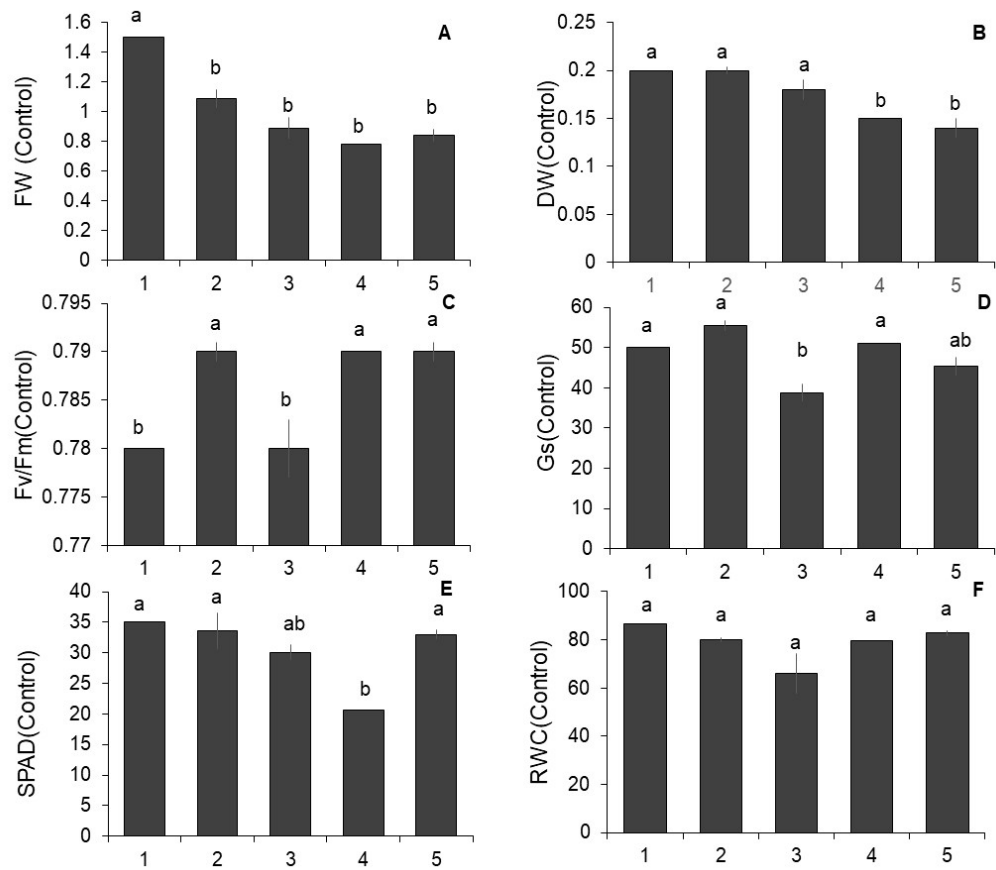 A
FW (Control)
1.6
1.4
1.2
1
0.8
0.6
0.4
0.2
0
a
b
b
b
b
1 2 3 4 5
B
DW(Control)
0.25
0.2
0.15
0.1
0.05
0
a
a
a
b
b
1 2 3 4 5
C
Fv/Fm(Control)
0.795
0.79
0.785
0.78
0.775
0.77
b
a
b
a
a
1 2 3 4 5
D
Gs(Control)
60
50
40
30
20
10
0
a
a
b
a
ab
1 2 3 4 5
E
SPAD(Control)
40
35
30
25
20
15
10
5
0
a
a
ab
b
a
1 2 3 4 5
F
RWC(Control)
100
80
60
40
20
0
a
a
a
a
a
1 2 3 4 5